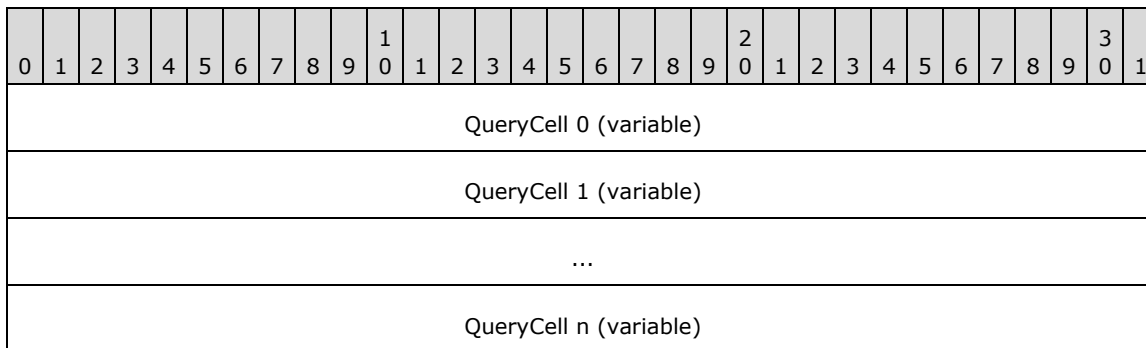 1 2 3
0 1 2 3 4 5 6 7 8 9 0 1 2 3 4 5 6 7 8 9 0 1 2 3 4 5 6 7 8 9 0 1
QueryCell 0 (variable)
QueryCell 1 (variable)
...
QueryCell n (variable)